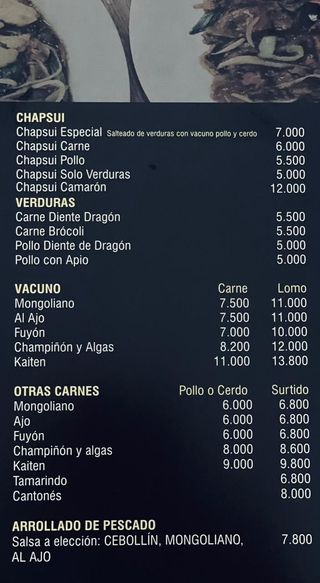 CHAPSUI
Chapsui Especial Salteado de verduras con vacuno pollo y cerdo 7.000
Chapsui Carne 6.000
Chapsui Pollo 5.500
Chapsui Solo Verduras 5.000
Chapsui Camarón 12.000
VERDURAS
Carne Diente Dragón 5.500
Carne Brócoli 5.500
Pollo Diente de Dragón 5.000
Pollo con Apio 5.000
VACUNO Carne Lomo
Mongoliano 7.500 11.000
Al Ajo 7.500 11.000
Fuyón 7.000 10.000
Champiñón y Algas 8.200 12.000
Kaiten 11.000 13.800
OTRAS CARNES Pollo o Cerdo Surtido
Mongoliano 6.000 6.800
Ajo 6.000 6.800
Fuyón 6.000 6.800
Champiñón y algas 8.000 8.600
Kaiten 9.000 9.800
Tamarindo 6.800
Cantonés 8.000
ARROLLADO DE PESCADO
Salsa a elección: CEBOLLÍN, MONGOLIANO, 7.800
AL AJO